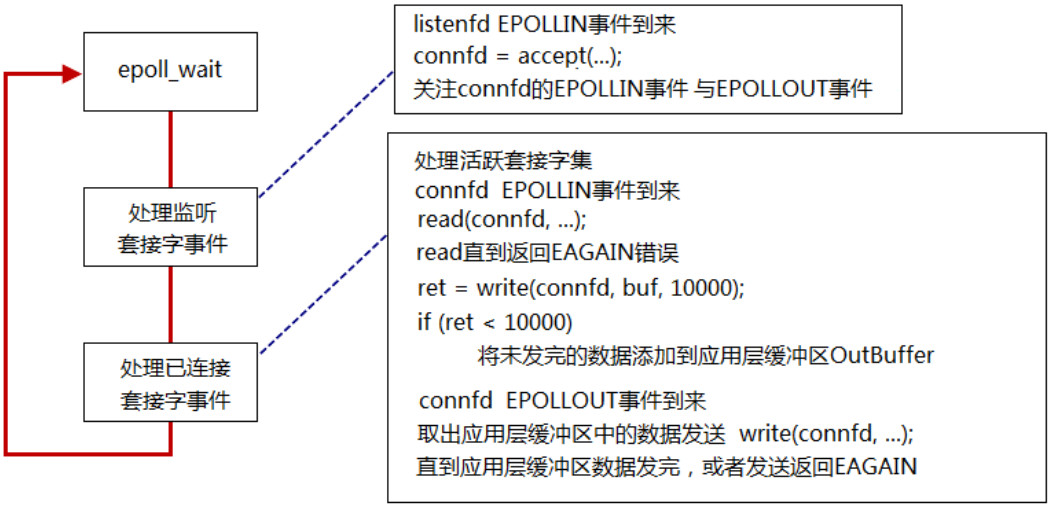 epoll_wait
处理监听
套接字事件
处理已连接
套接字事件
listenfd EPOLLIN事件到来
connfd = accept(...);
关注connfd的EPOLLIN事件 与EPOLLOUT事件
处理活跃套接字集
connfd EPOLLIN事件到来
read(connfd, ...);
read直到返回EAGAIN错误
ret = write(connfd, buf, 10000);
if (ret < 10000)
将未发完的数据添加到应用层缓冲区OutBuffer
connfd EPOLLOUT事件到来
取出应用层缓冲区中的数据发送 write(connfd, ...);
直到应用层缓冲区数据发完，或者发送返回EAGAIN